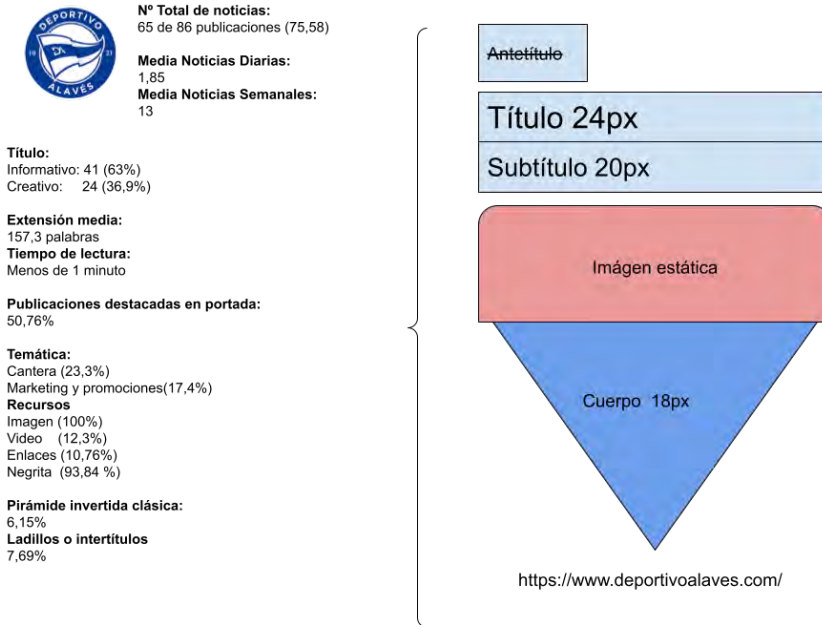 DEPORTIVO
19 21
ALAVÉS
Nº Total de noticias:
65 de 86 publicaciones (75,58)
Media Noticias Diarias:
1,85
Media Noticias Semanales:
13
Título:
Informativo: 41 (63%)
Creativo: 24 (36,9%)
Extensión media:
157,3 palabras
Tiempo de lectura:
Menos de 1 minuto
Publicaciones destacadas en portada:
50,76%
Temática:
Cantera (23,3%)
Marketing y promociones(17,4%)
Recursos
Imagen (100%)
Video (12,3%)
Enlaces (10,76%)
Negrita (93,84 %)
Pirámide invertida clásica:
6,15%
Ladillos o intertítulos
7,69%
Antetítulo
Título 24px
Subtítulo 20px
Imágen estática
Cuerpo 18px
https://www.deportivoalaves.com/